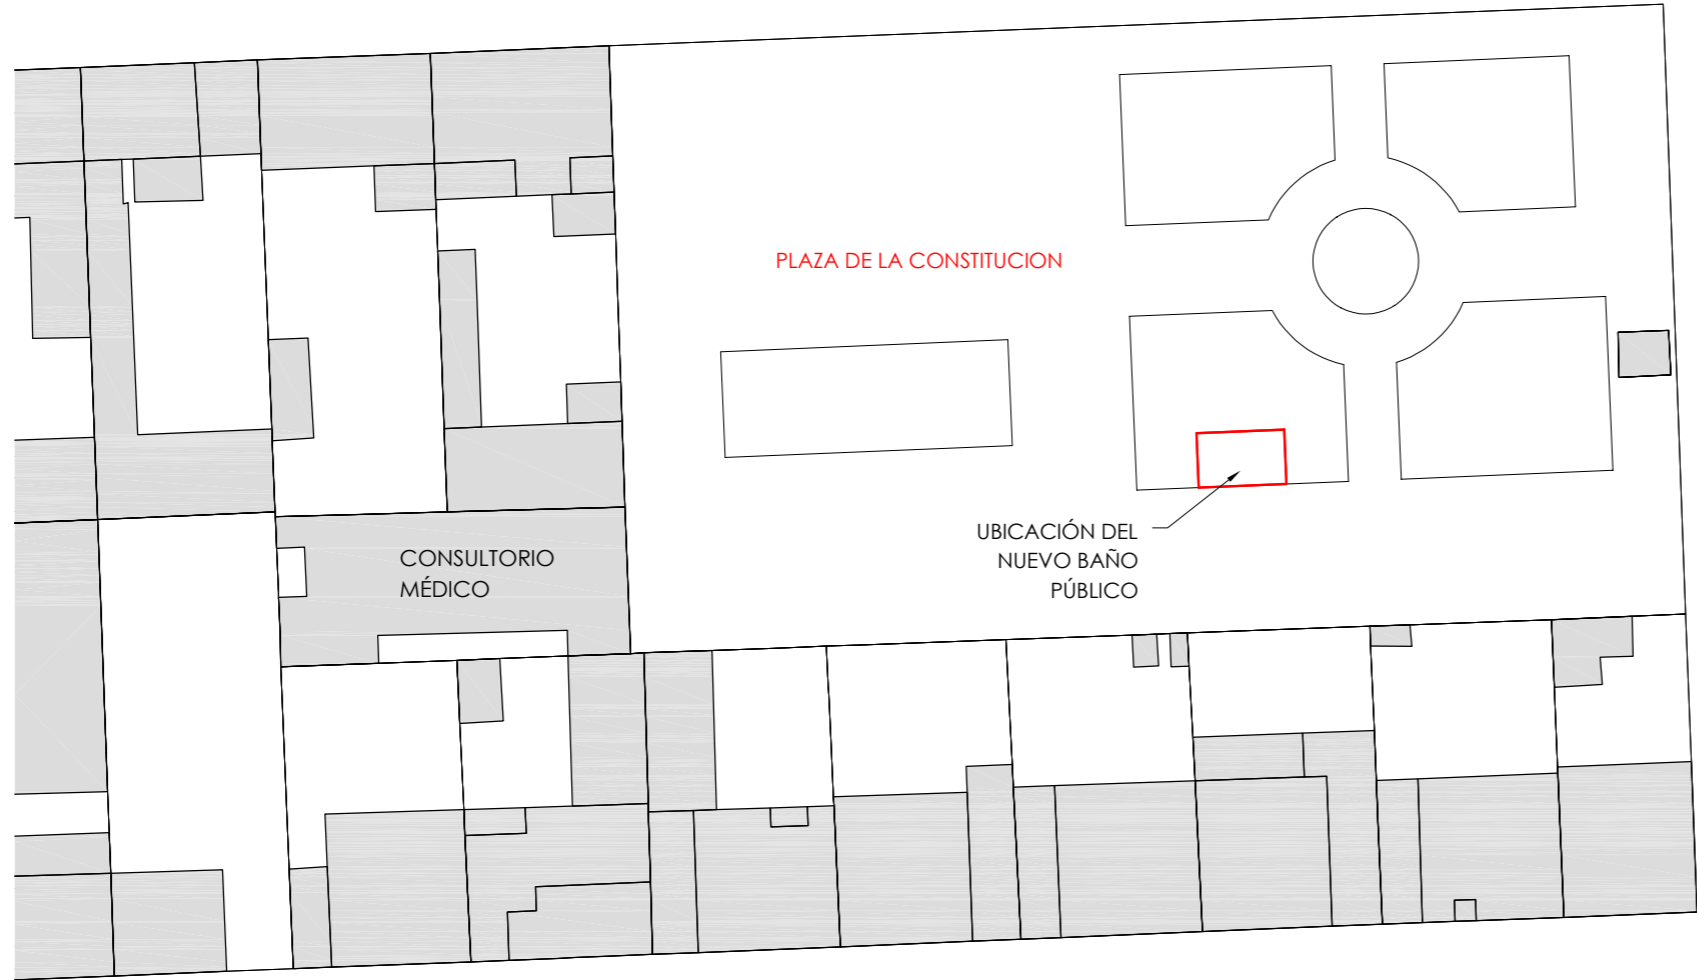 PLAZA DE LA CONSTITUCION
UBICACIÓN DEL
NUEVO BAÑO
PÚBLICO
CONSULTORIO
MÉDICO